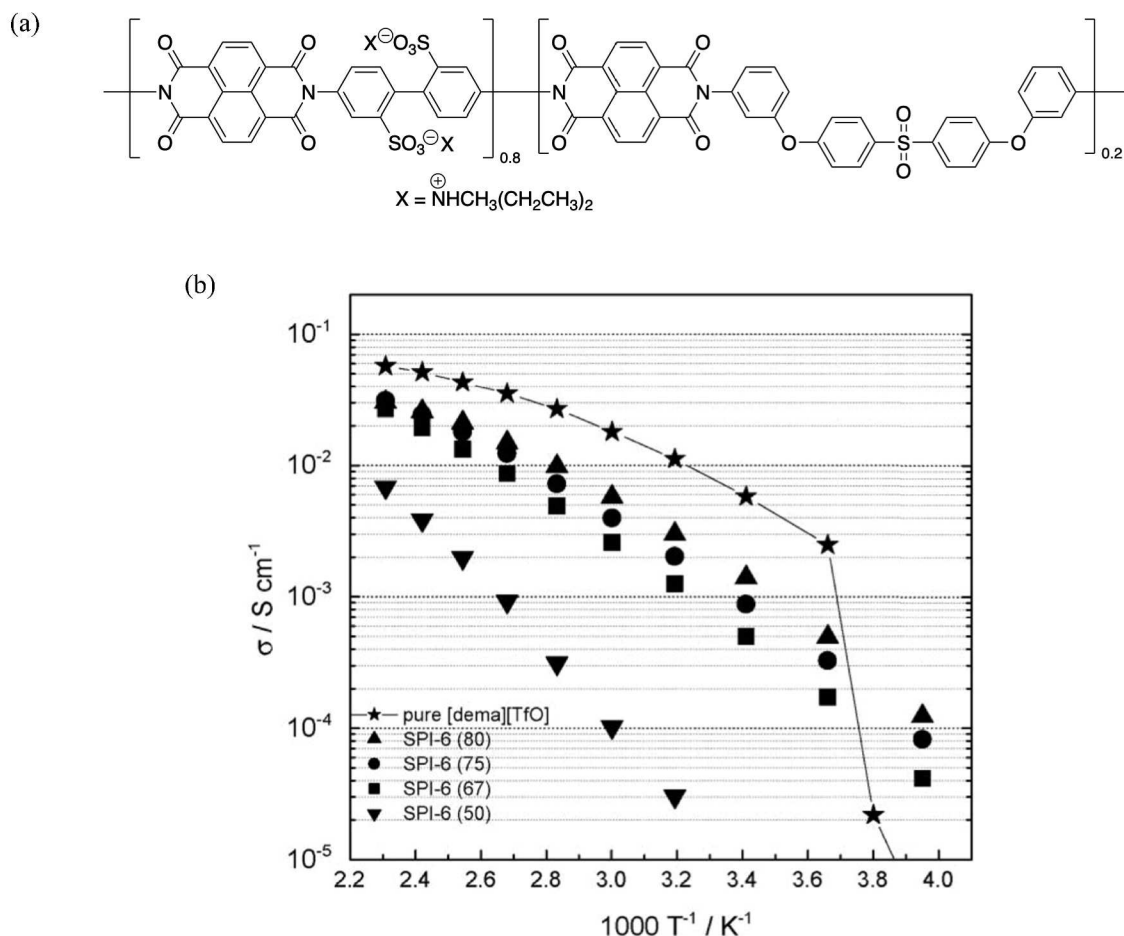 (a)
X⊖O3S
O O O O O O O O
N N N N
SO3⊖X
0.8
O S O
O O
0.2
X = ⊕NHCH3(CH2CH3)2
(b)
10-1
10-2
10-3
10-4
10-5
σ / S cm-1
pure [dema][TfO]
SPI-6 (80)
SPI-6 (75)
SPI-6 (67)
SPI-6 (50)
2.2 2.4 2.6 2.8 3.0 3.2 3.4 3.6 3.8 4.0
1000 T-1 / K-1